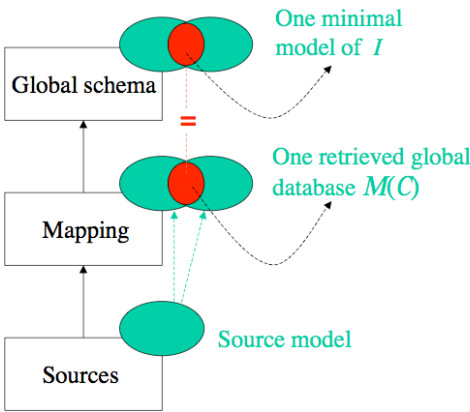 One minimal
model of I
Global schema
=
One retrieved global
database M(C)
Mapping
Source model
Sources